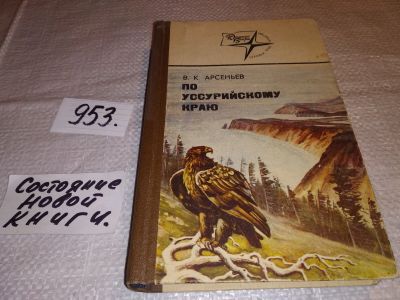 В. К. АРСЕНЬЕВ
ПО
УССУРИЙСКОМУ
КРАЮ
953.
Состояние
новой
книги.